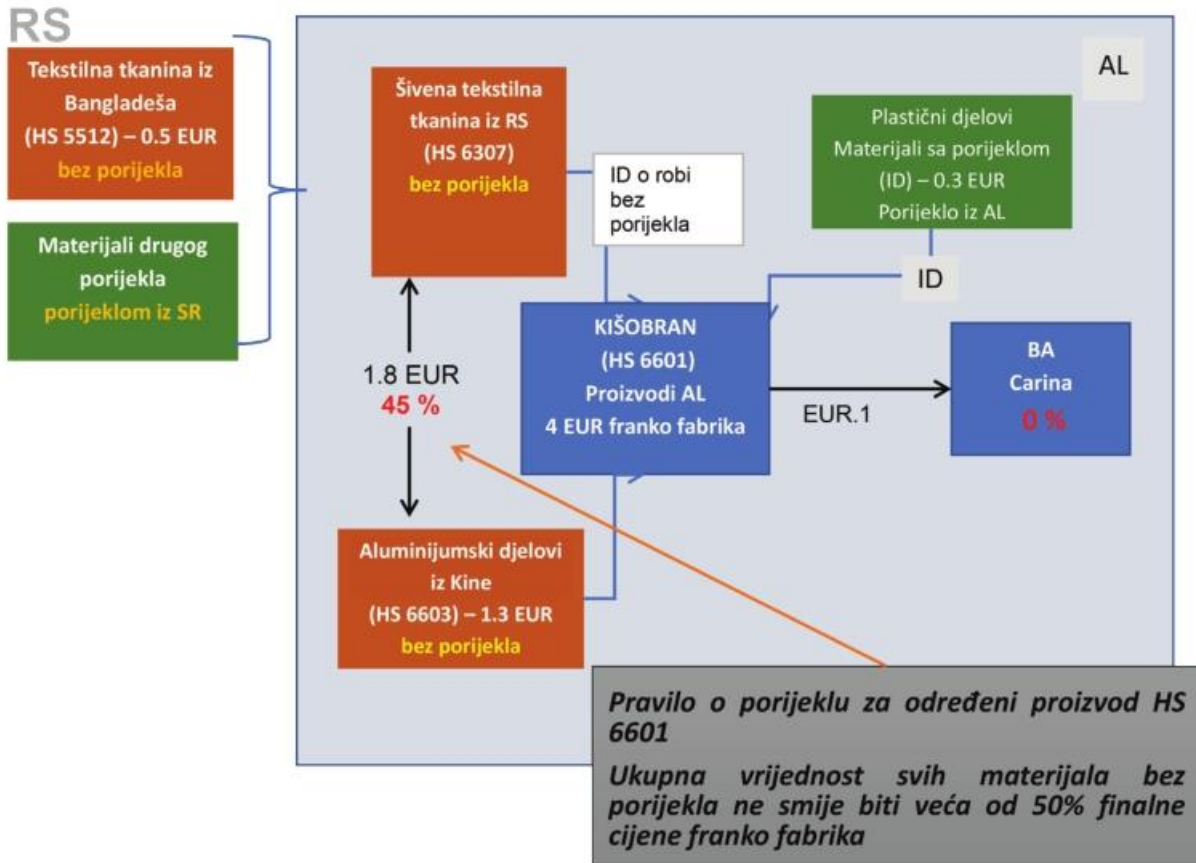 RS
Tekstilna tkanina iz
Bangladeša
(HS 5512) – 0.5 EUR
bez porijekla
Materijali drugog
porijekla
porijeklom iz SR
AL
Šivena tekstilna
tkanina iz RS
(HS 6307)
bez porijekla
ID o robi
bez
porijekla
Plastični djelovi
Materijali sa porijeklom
(ID) – 0.3 EUR
Porijeklo iz AL
ID
1.8 EUR
45 %
KIŠOBRAN
(HS 6601)
Proizvodi AL
4 EUR franko fabrika
EUR.1
BA
Carina
0 %
Aluminijumski djelovi
iz Kine
(HS 6603) – 1.3 EUR
bez porijekla
Pravilo o porijeklu za određeni proizvod HS
6601
Ukupna vrijednost svih materijala bez
porijekla ne smije biti veća od 50% finalne
cijene franko fabrika